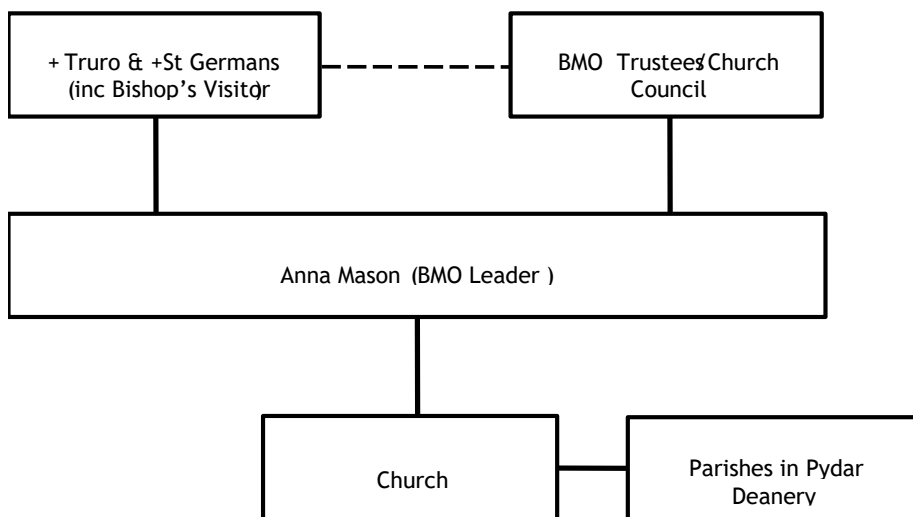 + Truro & +St Germans
(inc Bishop's Visitor)
BMO Trustees/Church
Council
Anna Mason (BMO Leader )
Church
Parishes in Pydar
Deanery